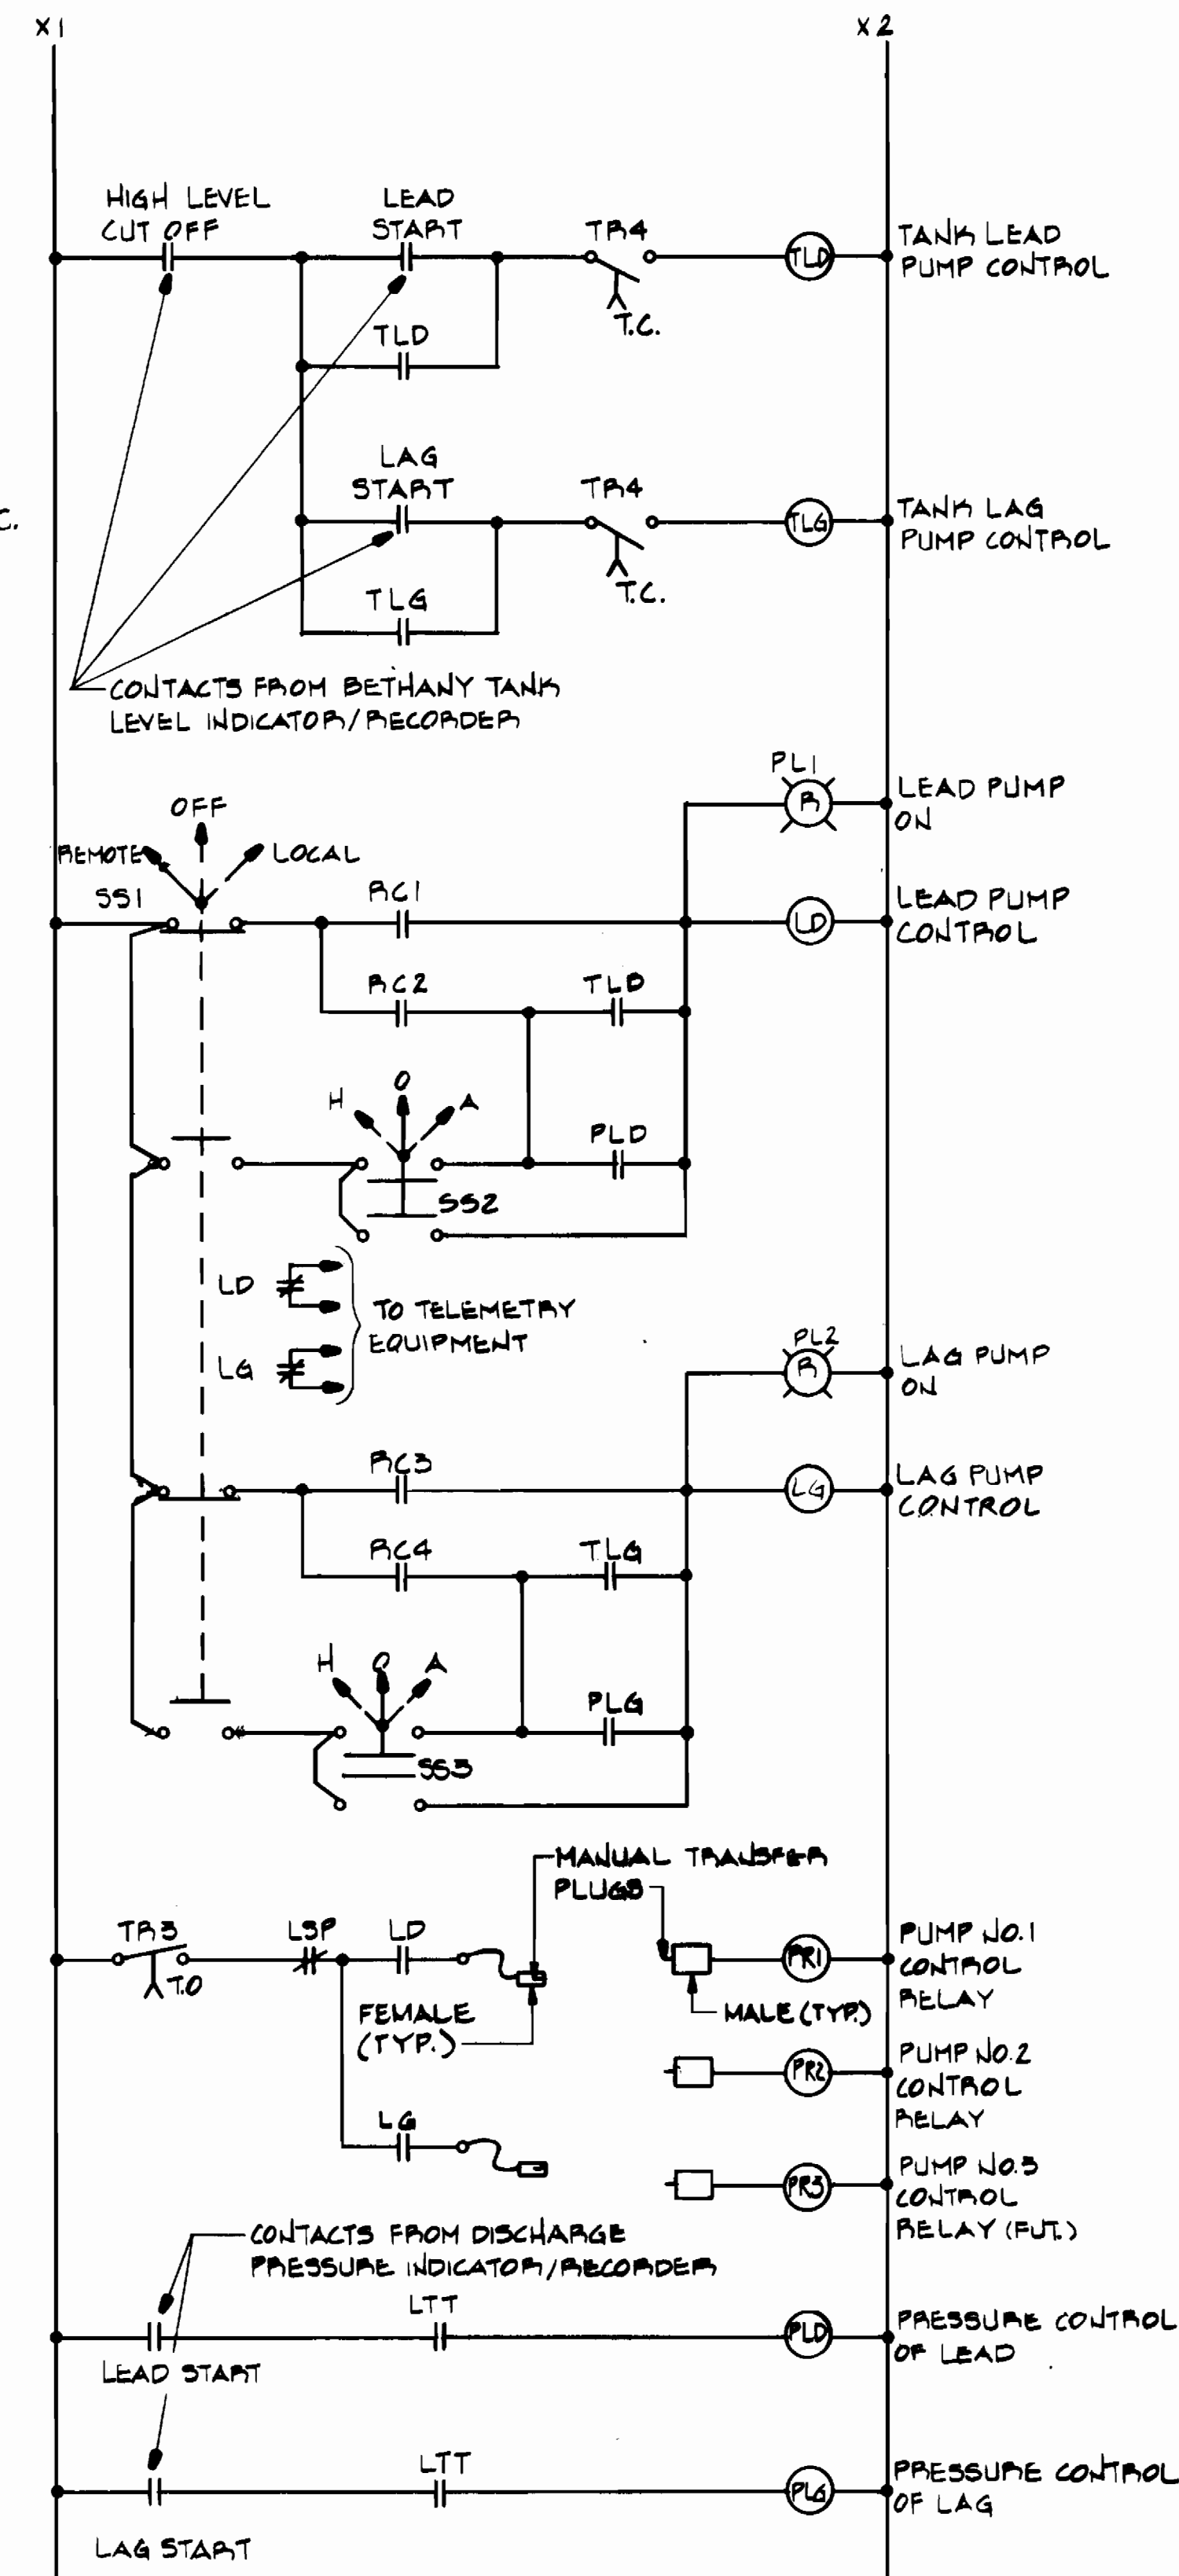 X1
X2
HIGH LEVEL
CUT OFF
LEAD
START
TR4
T.C.
TLD
TANK LEAD
PUMP CONTROL
TLD
LAG
START
TR4
T.C.
TLG
TANK LAG
PUMP CONTROL
C.
TLG
CONTACTS FROM BETHANY TANK
LEVEL INDICATOR/RECORDER
PL1
R
LEAD PUMP
ON
OFF
REMOTE
LOCAL
SS1
RC1
LD
LEAD PUMP
CONTROL
RC2
TLD
H
O
A
PLD
SS2
LD
LG
TO TELEMETRY
EQUIPMENT
PL2
R
LAG PUMP
ON
RC3
LG
LAG PUMP
CONTROL
RC4
TLG
H
O
A
PLG
SS3
MANUAL TRANSFER
PLUGS
TR3
T.O
LSP
LD
FEMALE
(TYP.)
MALE (TYP.)
PR1
PUMP NO.1
CONTROL
RELAY
PR2
PUMP NO.2
CONTROL
RELAY
LG
PR3
PUMP NO.3
CONTROL
RELAY (FUT.)
CONTACTS FROM DISCHARGE
PRESSURE INDICATOR/RECORDER
LTT
PLD
PRESSURE CONTROL
OF LEAD
LEAD START
LTT
PLG
PRESSURE CONTROL
OF LAG
LAG START